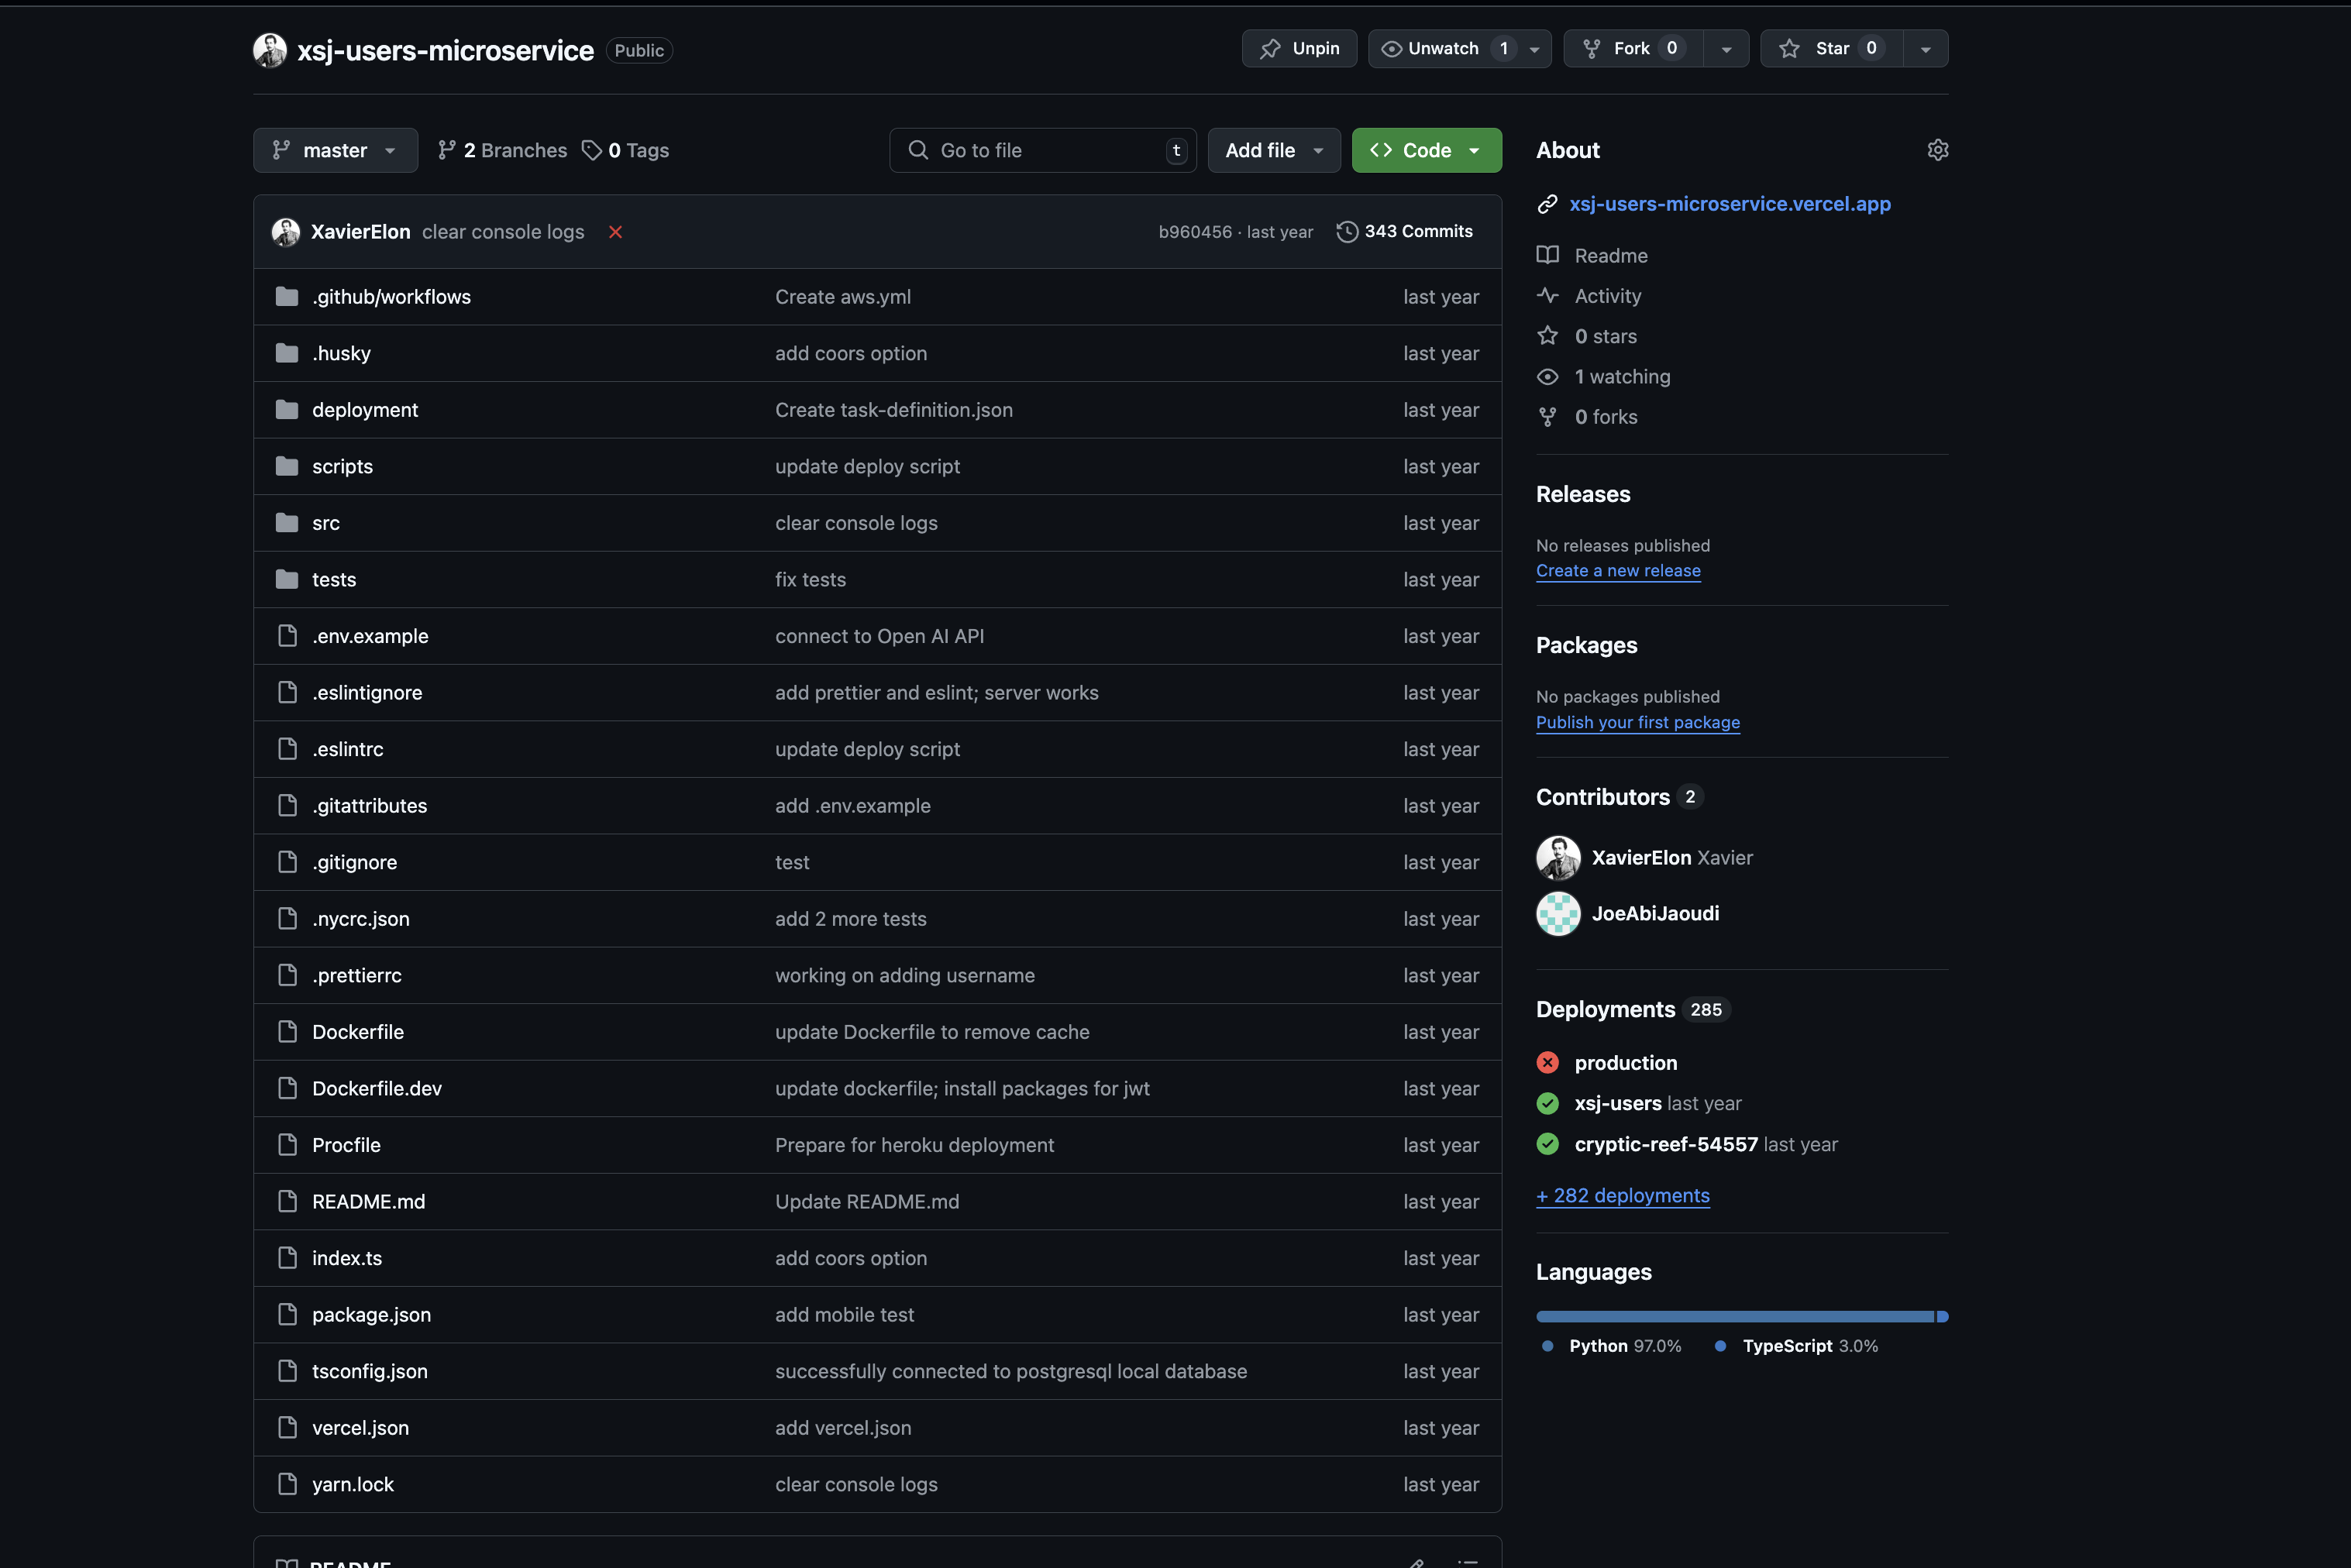 xsj-users-microservice Public
Unpin
Unwatch 1
Fork 0
Star 0
master
2 Branches
0 Tags
Go to file t
Add file
Code
XavierElon clear console logs
b960456 · last year
343 Commits
.github/workflows Create aws.yml last year
.husky add coors option last year
deployment Create task-definition.json last year
scripts update deploy script last year
src clear console logs last year
tests fix tests last year
.env.example connect to Open AI API last year
.eslintignore add prettier and eslint; server works last year
.eslintrc update deploy script last year
.gitattributes add .env.example last year
.gitignore test last year
.nycrc.json add 2 more tests last year
.prettierrc working on adding username last year
Dockerfile update Dockerfile to remove cache last year
Dockerfile.dev update dockerfile; install packages for jwt last year
Procfile Prepare for heroku deployment last year
README.md Update README.md last year
index.ts add coors option last year
package.json add mobile test last year
tsconfig.json successfully connected to postgresql local database last year
vercel.json add vercel.json last year
yarn.lock clear console logs last year
README
About
xsj-users-microservice.vercel.app
Readme
Activity
0 stars
1 watching
0 forks
Releases
No releases published
Create a new release
Packages
No packages published
Publish your first package
Contributors 2
XavierElon Xavier
JoeAbiJaoudi
Deployments 285
production
xsj-users last year
cryptic-reef-54557 last year
+ 282 deployments
Languages
Python 97.0%
TypeScript 3.0%